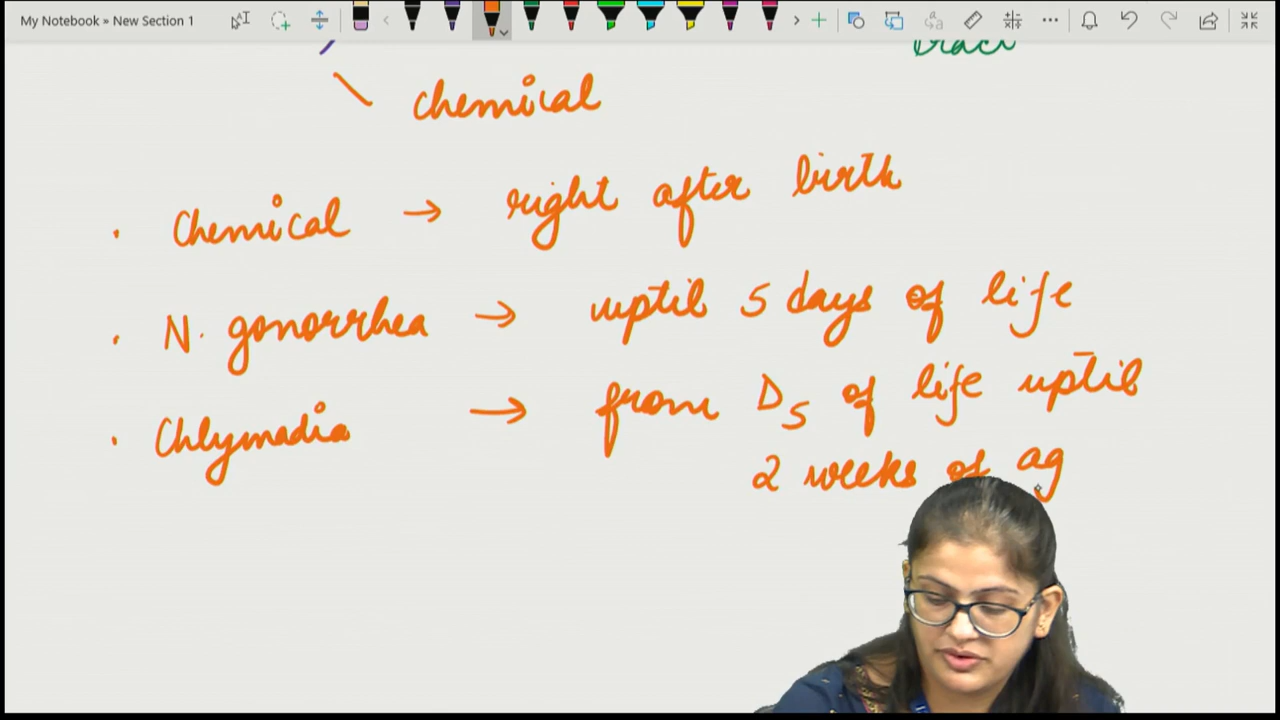 My Notebook » New Section 1
chemical
· Chemical → right after birth
· N. gonorrhea → uptil 5 days of life
· Chlymadia → from D5 of life uptil
2 weeks of ag